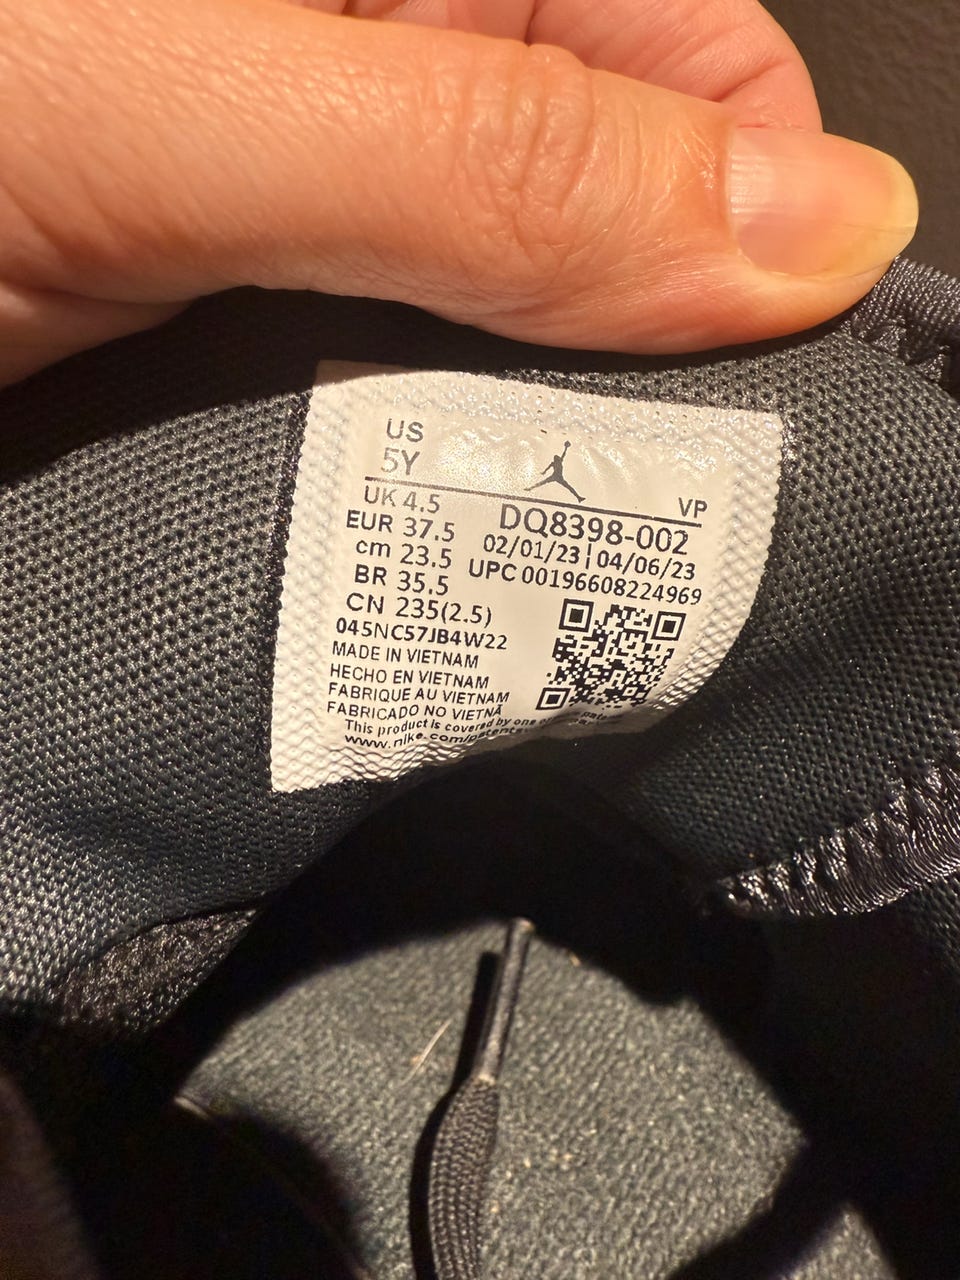 US
5Y
VP
UK 4.5
EUR 37.5
cm 23.5
BR 35.5
CN 235(2.5)
DQ8398-002
02/01/23 | 04/06/23
UPC 00196608224969
045NC57JB4W22
MADE IN VIETNAM
HECHO EN VIETNAM
FABRIQUE AU VIETNAM
FABRICADO NO VIETNÃ
This product is covered by one or
www.nike.com/patents